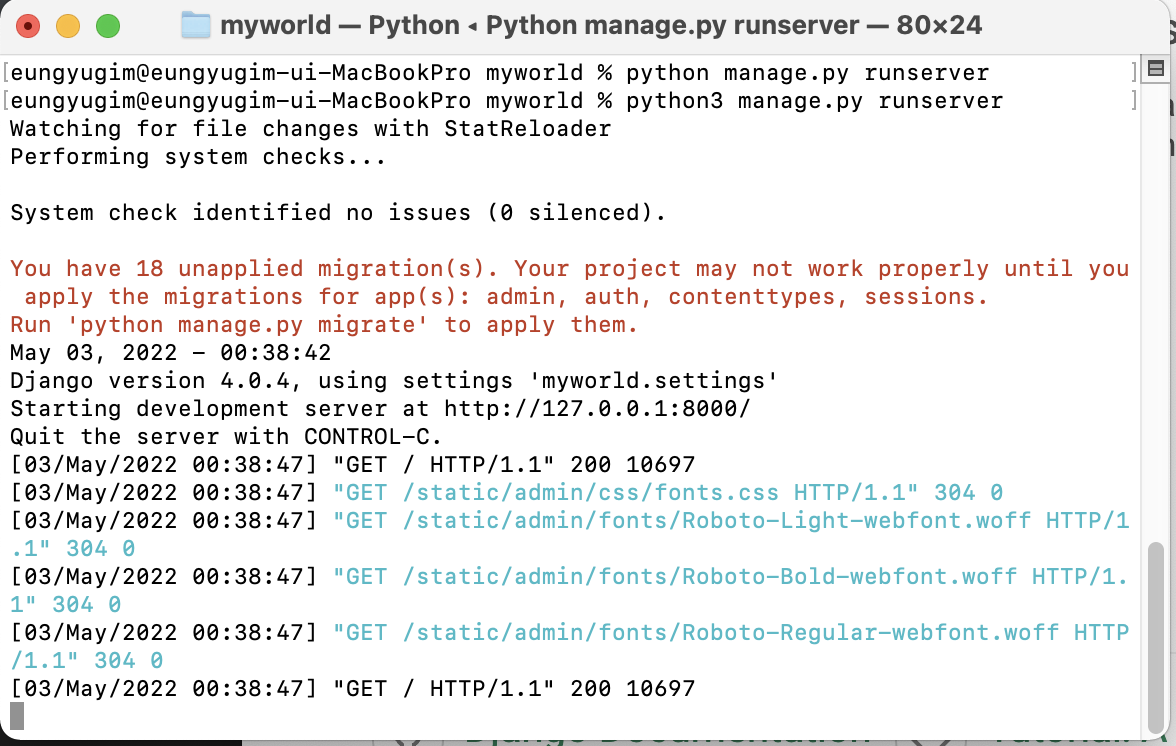 myworld — Python ◂ Python manage.py runserver — 80×24
[eungyugim@eungyugim-ui-MacBookPro myworld % python manage.py runserver ]
[eungyugim@eungyugim-ui-MacBookPro myworld % python3 manage.py runserver ]
Watching for file changes with StatReloader
Performing system checks...
System check identified no issues (0 silenced).
You have 18 unapplied migration(s). Your project may not work properly until you
apply the migrations for app(s): admin, auth, contenttypes, sessions.
Run 'python manage.py migrate' to apply them.
May 03, 2022 - 00:38:42
Django version 4.0.4, using settings 'myworld.settings'
Starting development server at http://127.0.0.1:8000/
Quit the server with CONTROL-C.
[03/May/2022 00:38:47] "GET / HTTP/1.1" 200 10697
[03/May/2022 00:38:47] "GET /static/admin/css/fonts.css HTTP/1.1" 304 0
[03/May/2022 00:38:47] "GET /static/admin/fonts/Roboto-Light-webfont.woff HTTP/1
.1" 304 0
[03/May/2022 00:38:47] "GET /static/admin/fonts/Roboto-Bold-webfont.woff HTTP/1.
1" 304 0
[03/May/2022 00:38:47] "GET /static/admin/fonts/Roboto-Regular-webfont.woff HTTP
/1.1" 304 0
[03/May/2022 00:38:47] "GET / HTTP/1.1" 200 10697